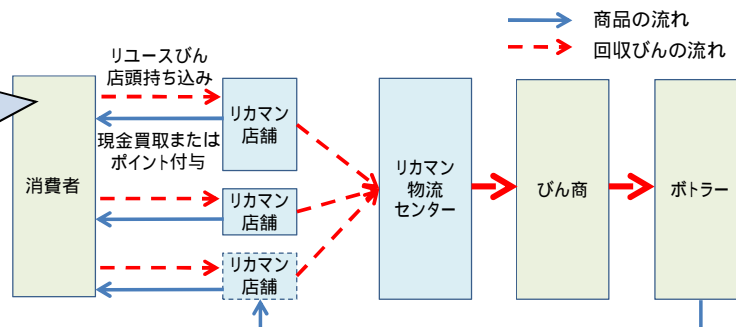 商品の流れ
回収びんの流れ
リユースびん
店頭持ち込み
現金買取または
ポイント付与
消費者
リカマン
店舗
リカマン
店舗
リカマン
店舗
リカマン
物流
センター
びん商
ボトラー